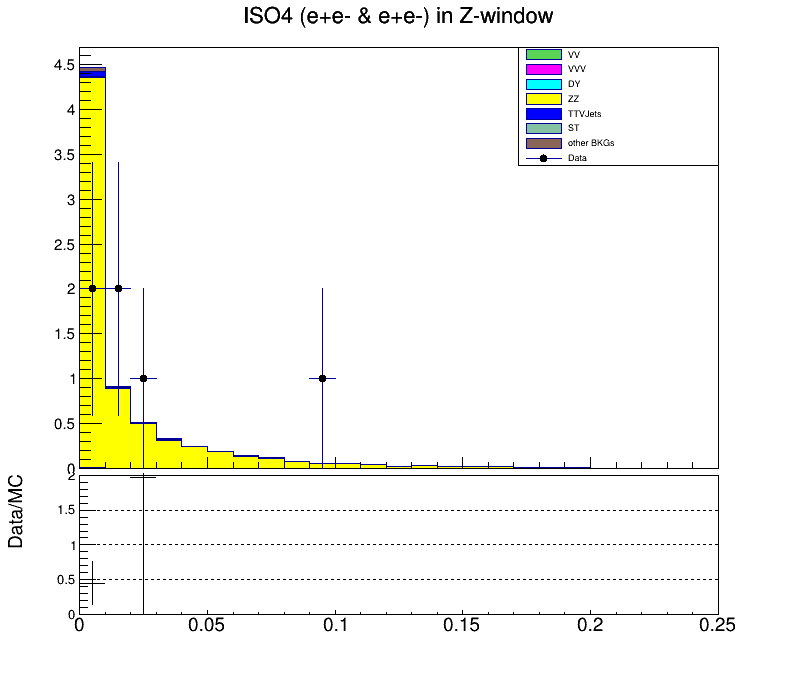 ISO4 (e+e- & e+e-) in Z-window
VV
VVV
DY
ZZ
TTVJets
ST
other BKGs
Data
4.5
4
3.5
3
2.5
2
1.5
1
0.5
0
Data/MC
2
1.5
1
0.5
0
0 0.05 0.1 0.15 0.2 0.25